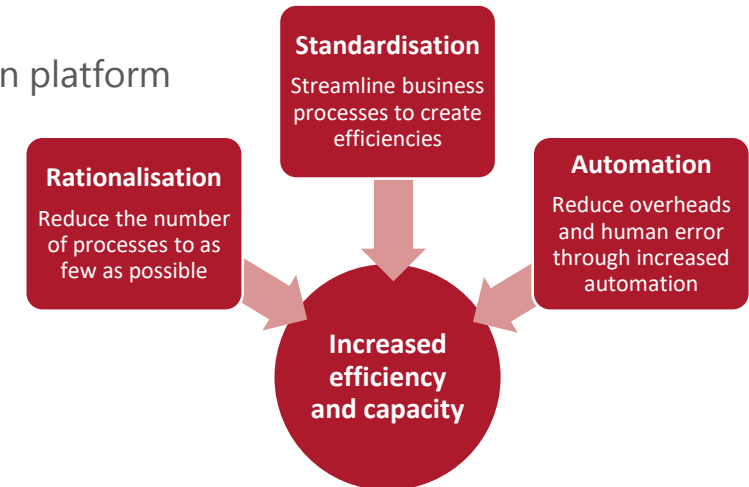 n platform
Standardisation
Streamline business
processes to create
efficiencies
Rationalisation
Reduce the number
of processes to as
few as possible
Automation
Reduce overheads
and human error
through increased
automation
Increased
efficiency
and capacity